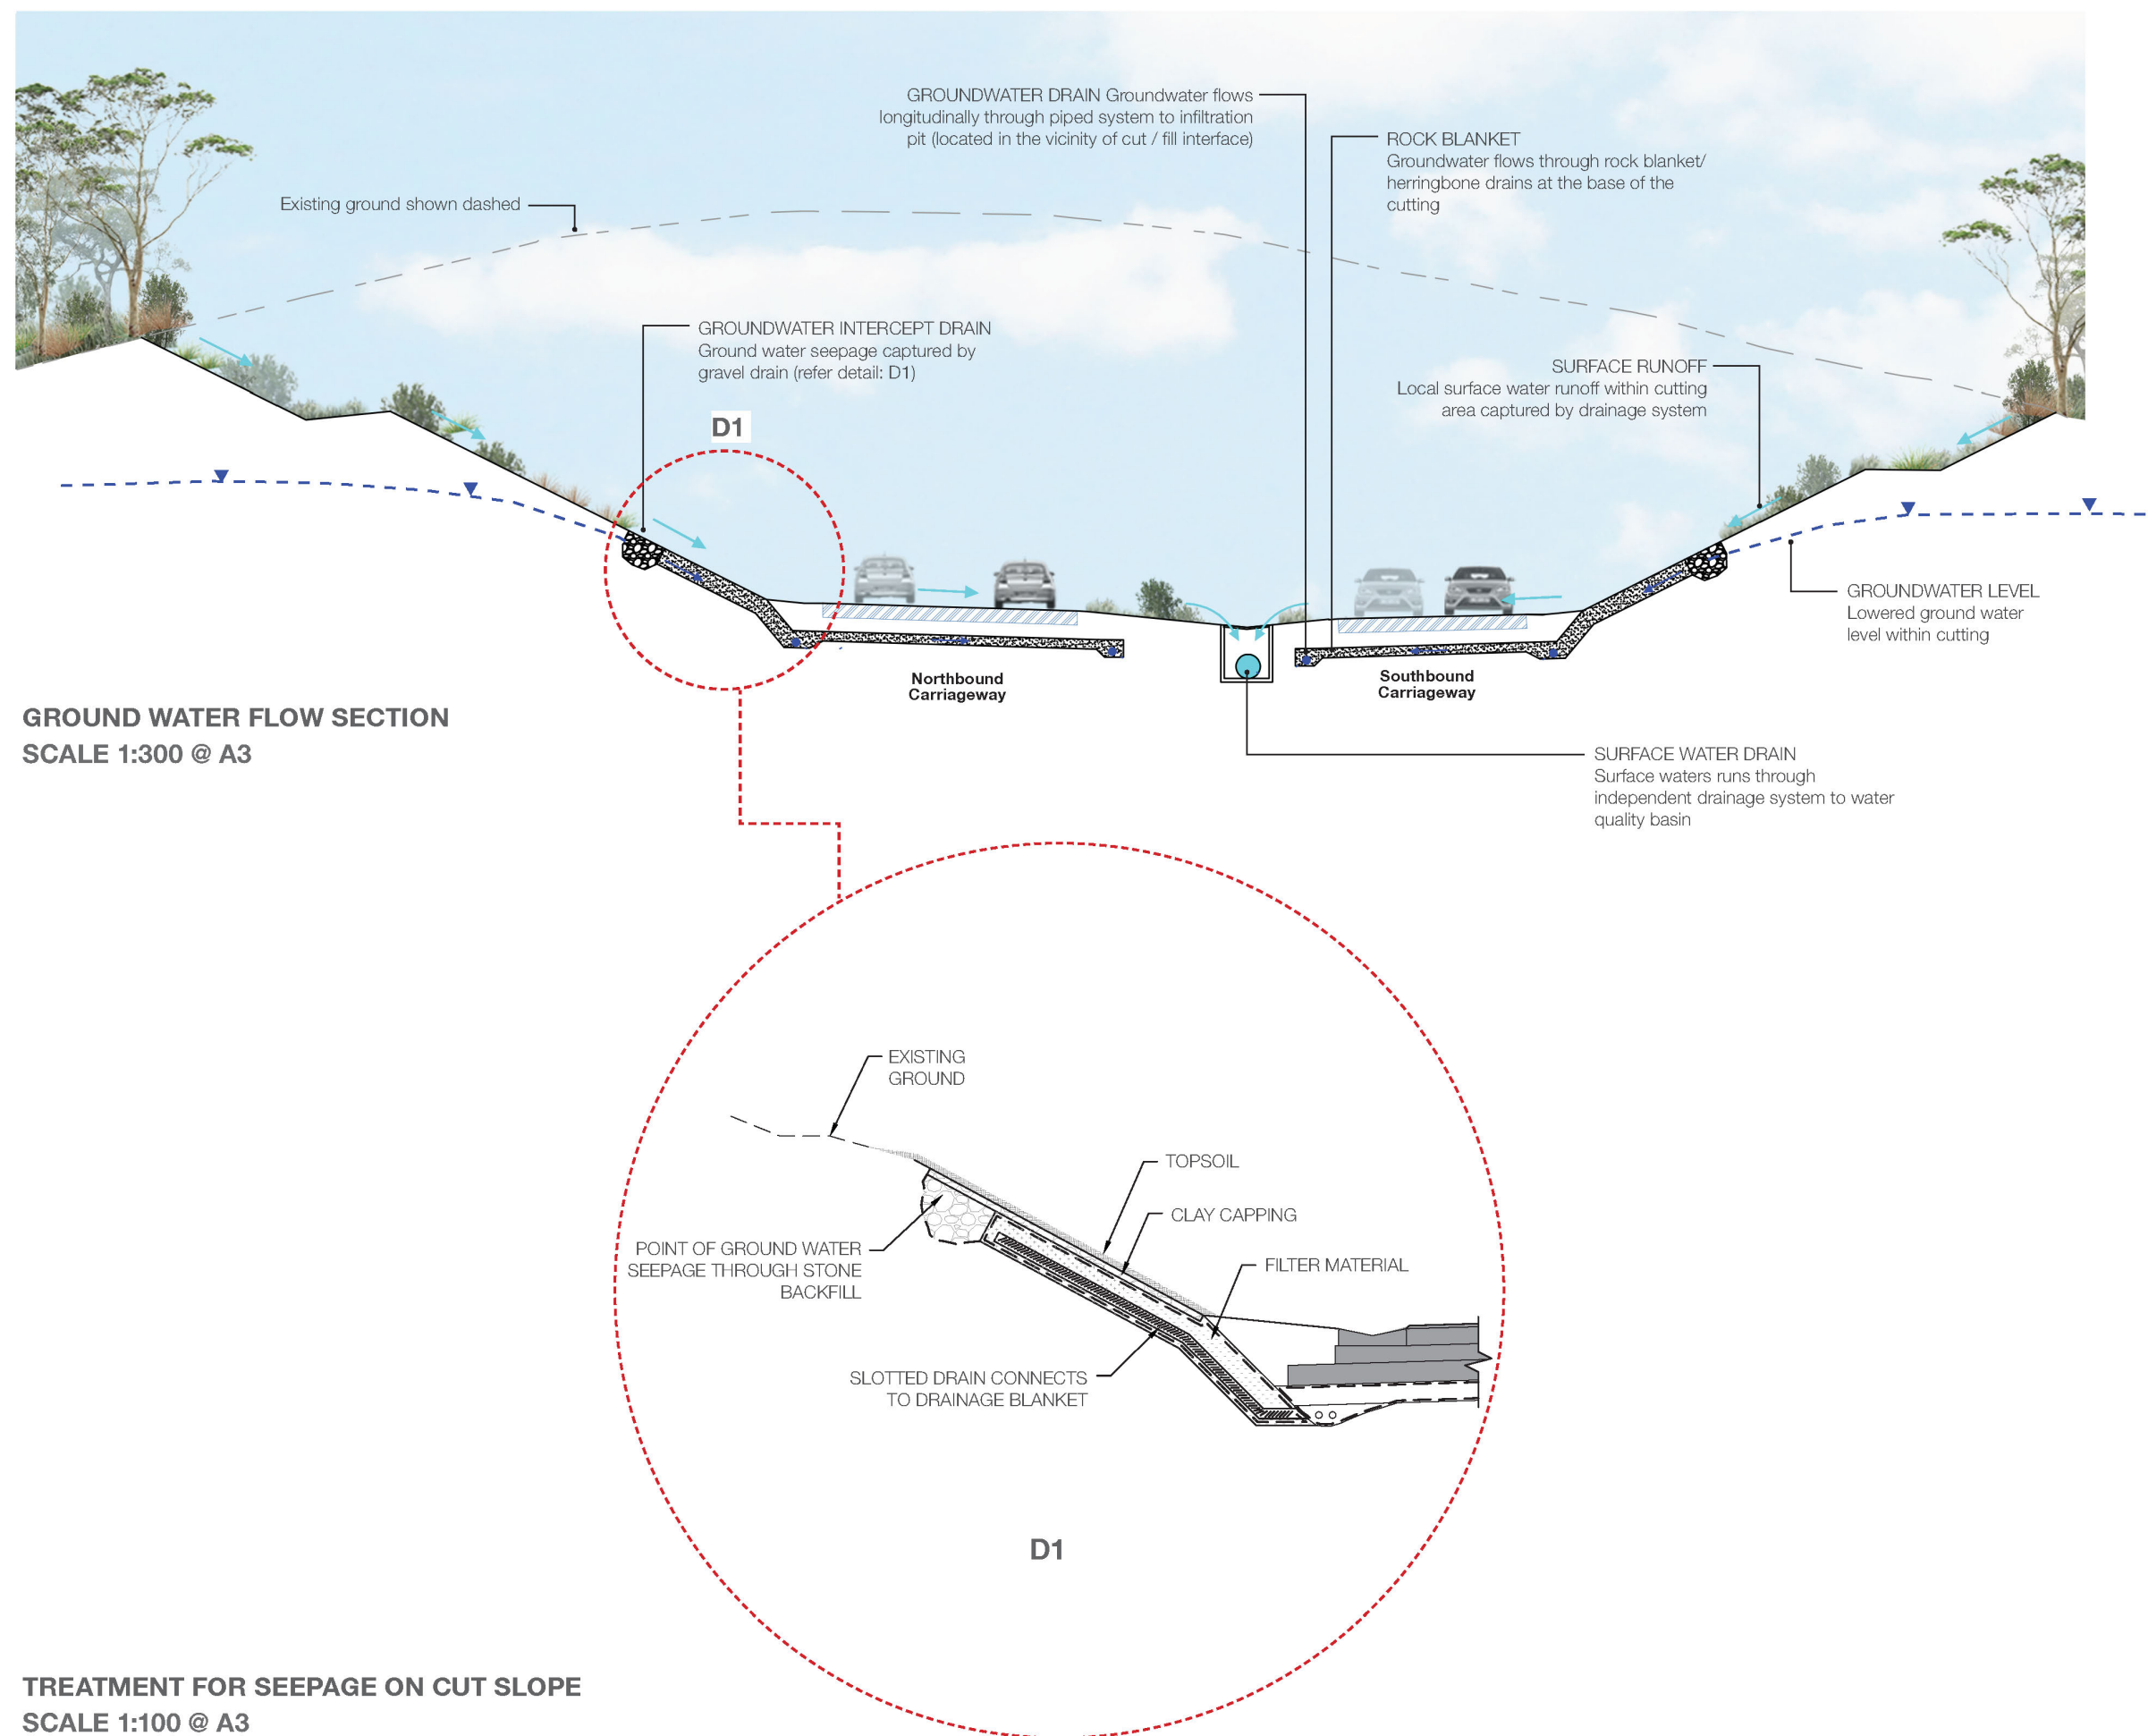 GROUNDWATER DRAIN Groundwater flows
longitudinally through piped system to infiltration
pit (located in the vicinity of cut / fill interface)
ROCK BLANKET
Groundwater flows through rock blanket/
herringbone drains at the base of the
cutting
Existing ground shown dashed
GROUNDWATER INTERCEPT DRAIN
Ground water seepage captured by
gravel drain (refer detail: D1)
SURFACE RUNOFF
Local surface water runoff within cutting
area captured by drainage system
D1
GROUNDWATER LEVEL
Lowered ground water
level within cutting
Northbound
Carriageway
Southbound
Carriageway
GROUND WATER FLOW SECTION
SCALE 1:300 @ A3
SURFACE WATER DRAIN
Surface waters runs through
independent drainage system to water
quality basin
EXISTING
GROUND
TOPSOIL
CLAY CAPPING
POINT OF GROUND WATER
SEEPAGE THROUGH STONE
BACKFILL
FILTER MATERIAL
SLOTTED DRAIN CONNECTS
TO DRAINAGE BLANKET
D1
TREATMENT FOR SEEPAGE ON CUT SLOPE
SCALE 1:100 @ A3